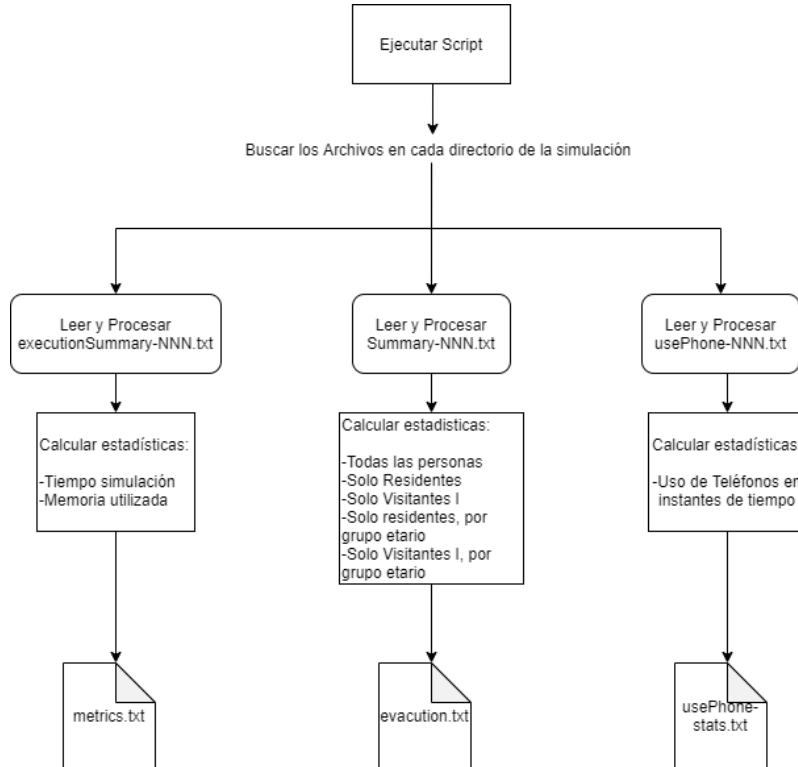 Ejecutar Script
Buscar los Archivos en cada directorio de la simulación
Leer y Procesar
executionSummary-NNN.txt
Leer y Procesar
Summary-NNN.txt
Leer y Procesar
usePhone-NNN.txt
Calcular estadísticas:
-Tiempo simulación
-Memoria utilizada
Calcular estadisticas:
-Todas las personas
-Solo Residentes
-Solo Visitantes I
-Solo residentes, por
grupo etario
-Solo Visitantes I, por
grupo etario
Calcular estadísticas
-Uso de Teléfonos en
instantes de tiempo
metrics.txt
evacution.txt
usePhone-
stats.txt